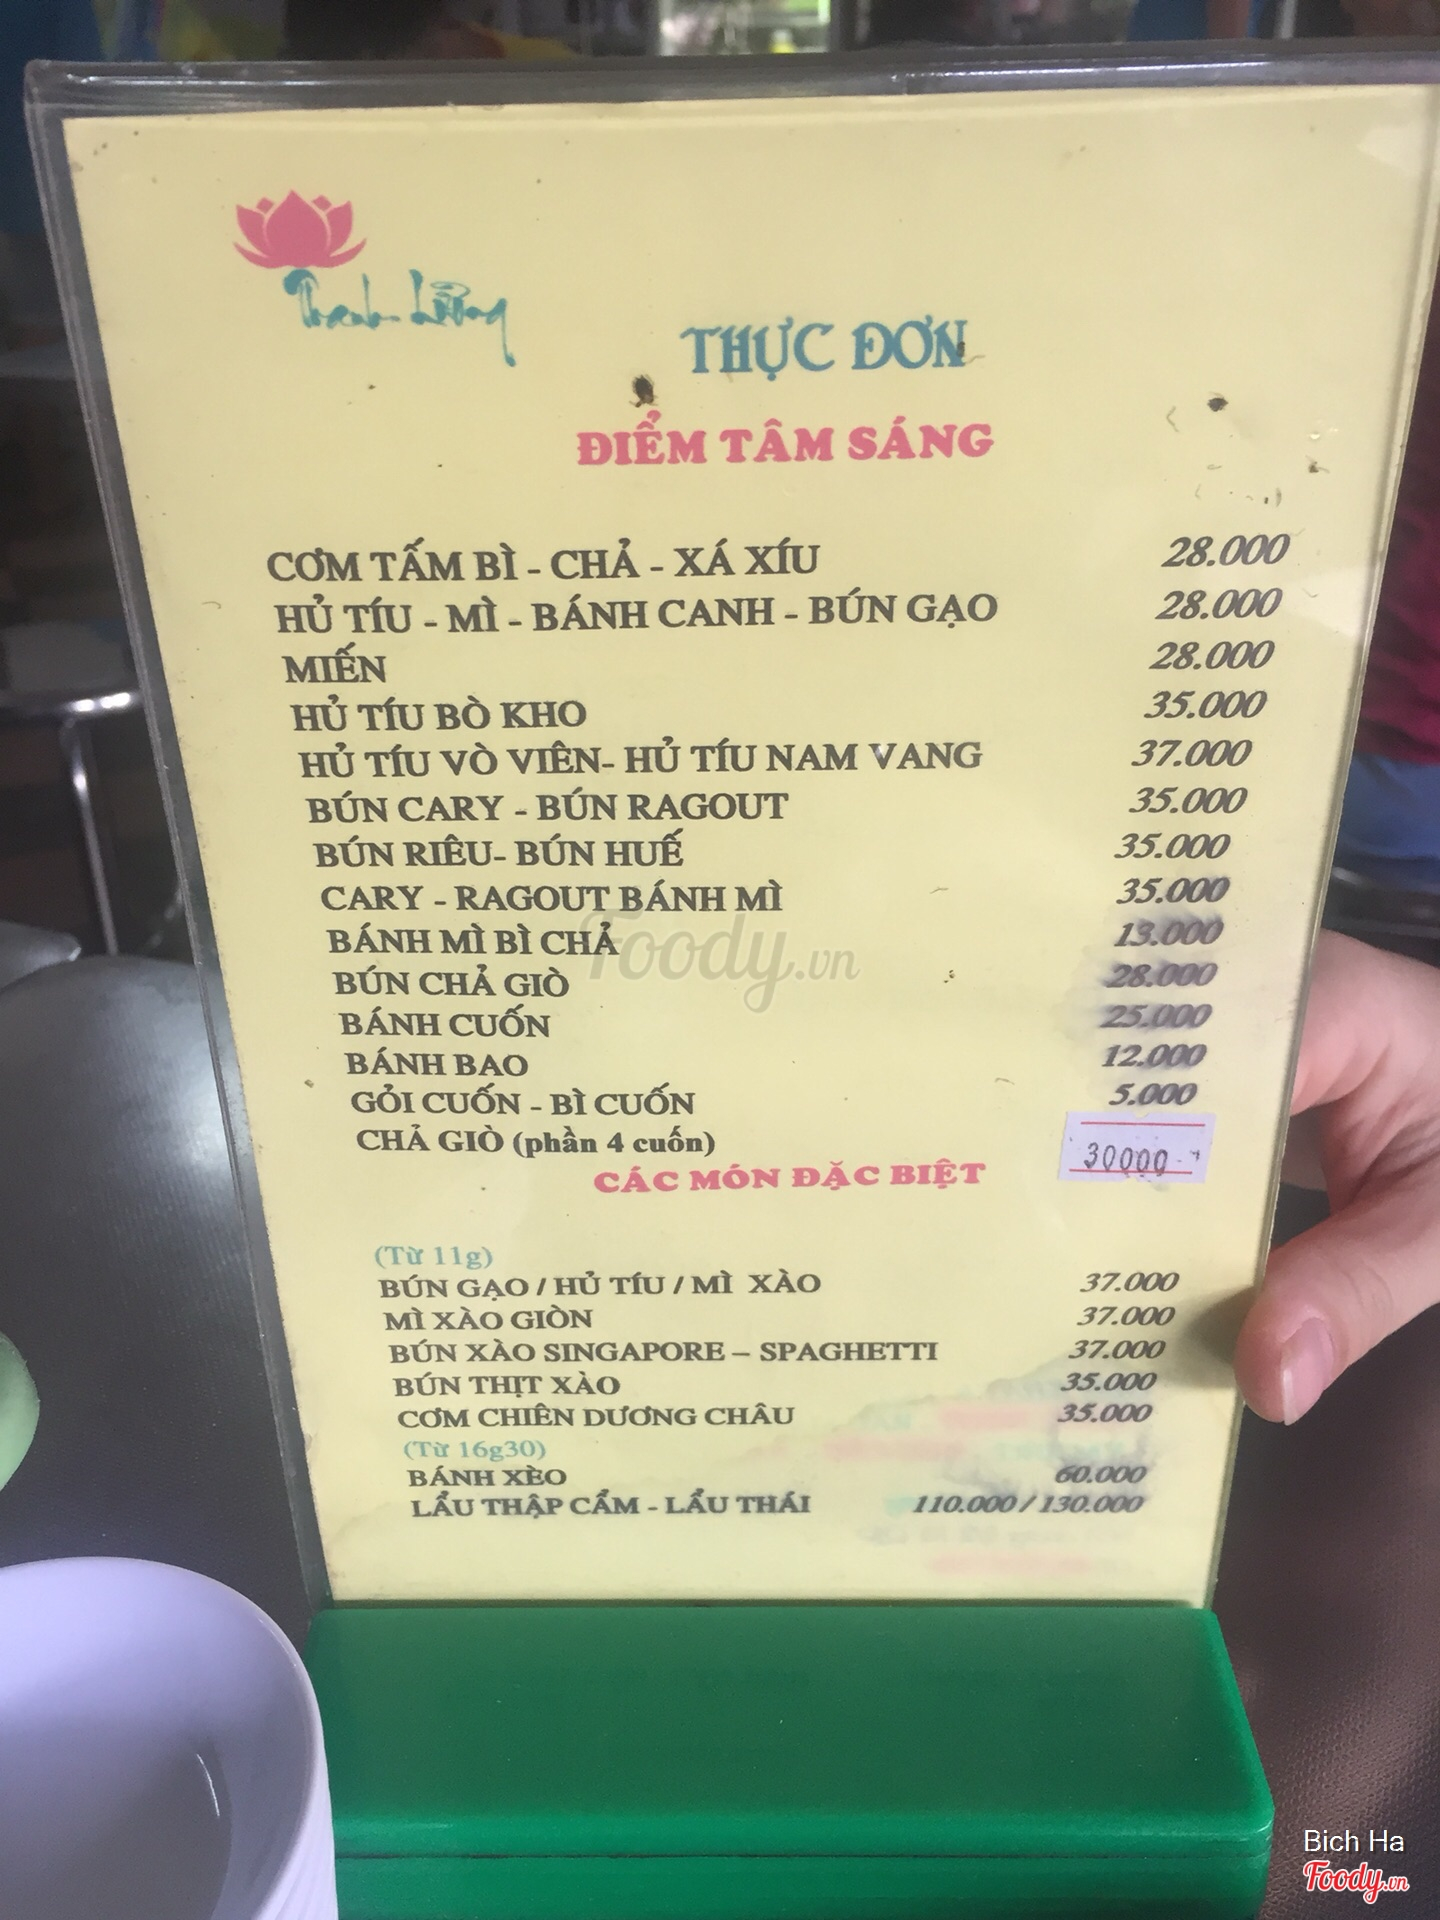 Thanh Lương
THỰC ĐƠN
ĐIỂM TÂM SÁNG
CƠM TẤM BÌ - CHẢ - XÁ XÍU 28.000
HỦ TÍU - MÌ - BÁNH CANH - BÚN GẠO 28.000
MIẾN 28.000
HỦ TÍU BÒ KHO 35.000
HỦ TÍU VÒ VIÊN- HỦ TÍU NAM VANG 37.000
BÚN CARY - BÚN RAGOUT 35.000
BÚN RIÊU- BÚN HUẾ 35.000
CARY - RAGOUT BÁNH MÌ 35.000
BÁNH MÌ BÌ CHẢ 13.000
BÚN CHẢ GIÒ 28.000
BÁNH CUỐN 25.000
BÁNH BAO 12.000
GỎI CUỐN - BÌ CUỐN 5.000
CHẢ GIÒ (phần 4 cuốn) 30000
CÁC MÓN ĐẶC BIỆT
(Từ 11g)
BÚN GẠO / HỦ TÍU / MÌ XÀO 37.000
MÌ XÀO GIÒN 37.000
BÚN XÀO SINGAPORE – SPAGHETTI 37.000
BÚN THỊT XÀO 35.000
CƠM CHIÊN DƯƠNG CHÂU 35.000
(Từ 16g30)
BÁNH XÈO 60.000
LẨU THẬP CẨM - LẨU THÁI 110.000 / 130.000
Foody.vn
Bich Ha
Foody.vn